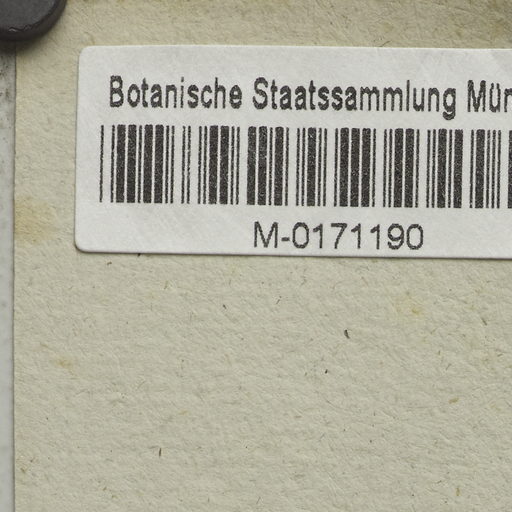 Botanische Staatssammlung Mün
M-0171190